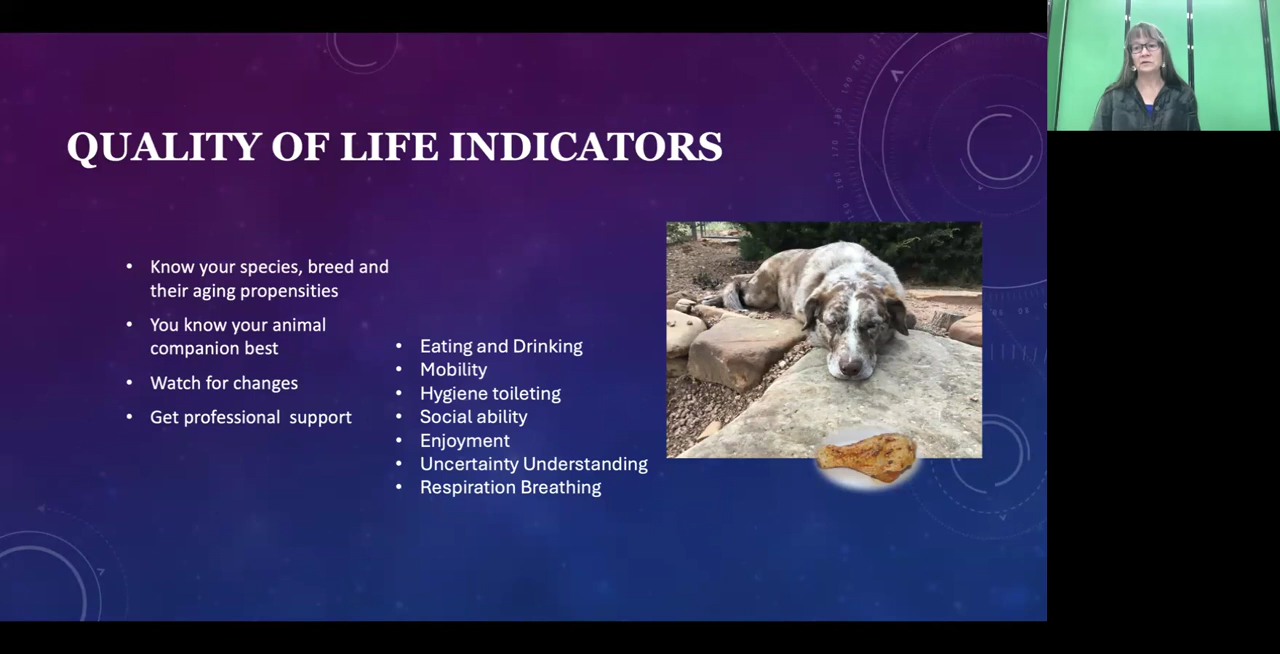 QUALITY OF LIFE INDICATORS
Know your species, breed and
their aging propensities
You know your animal
companion best
Watch for changes
Get professional support
Eating and Drinking
Mobility
Hygiene toileting
Social ability
Enjoyment
Uncertainty Understanding
Respiration Breathing